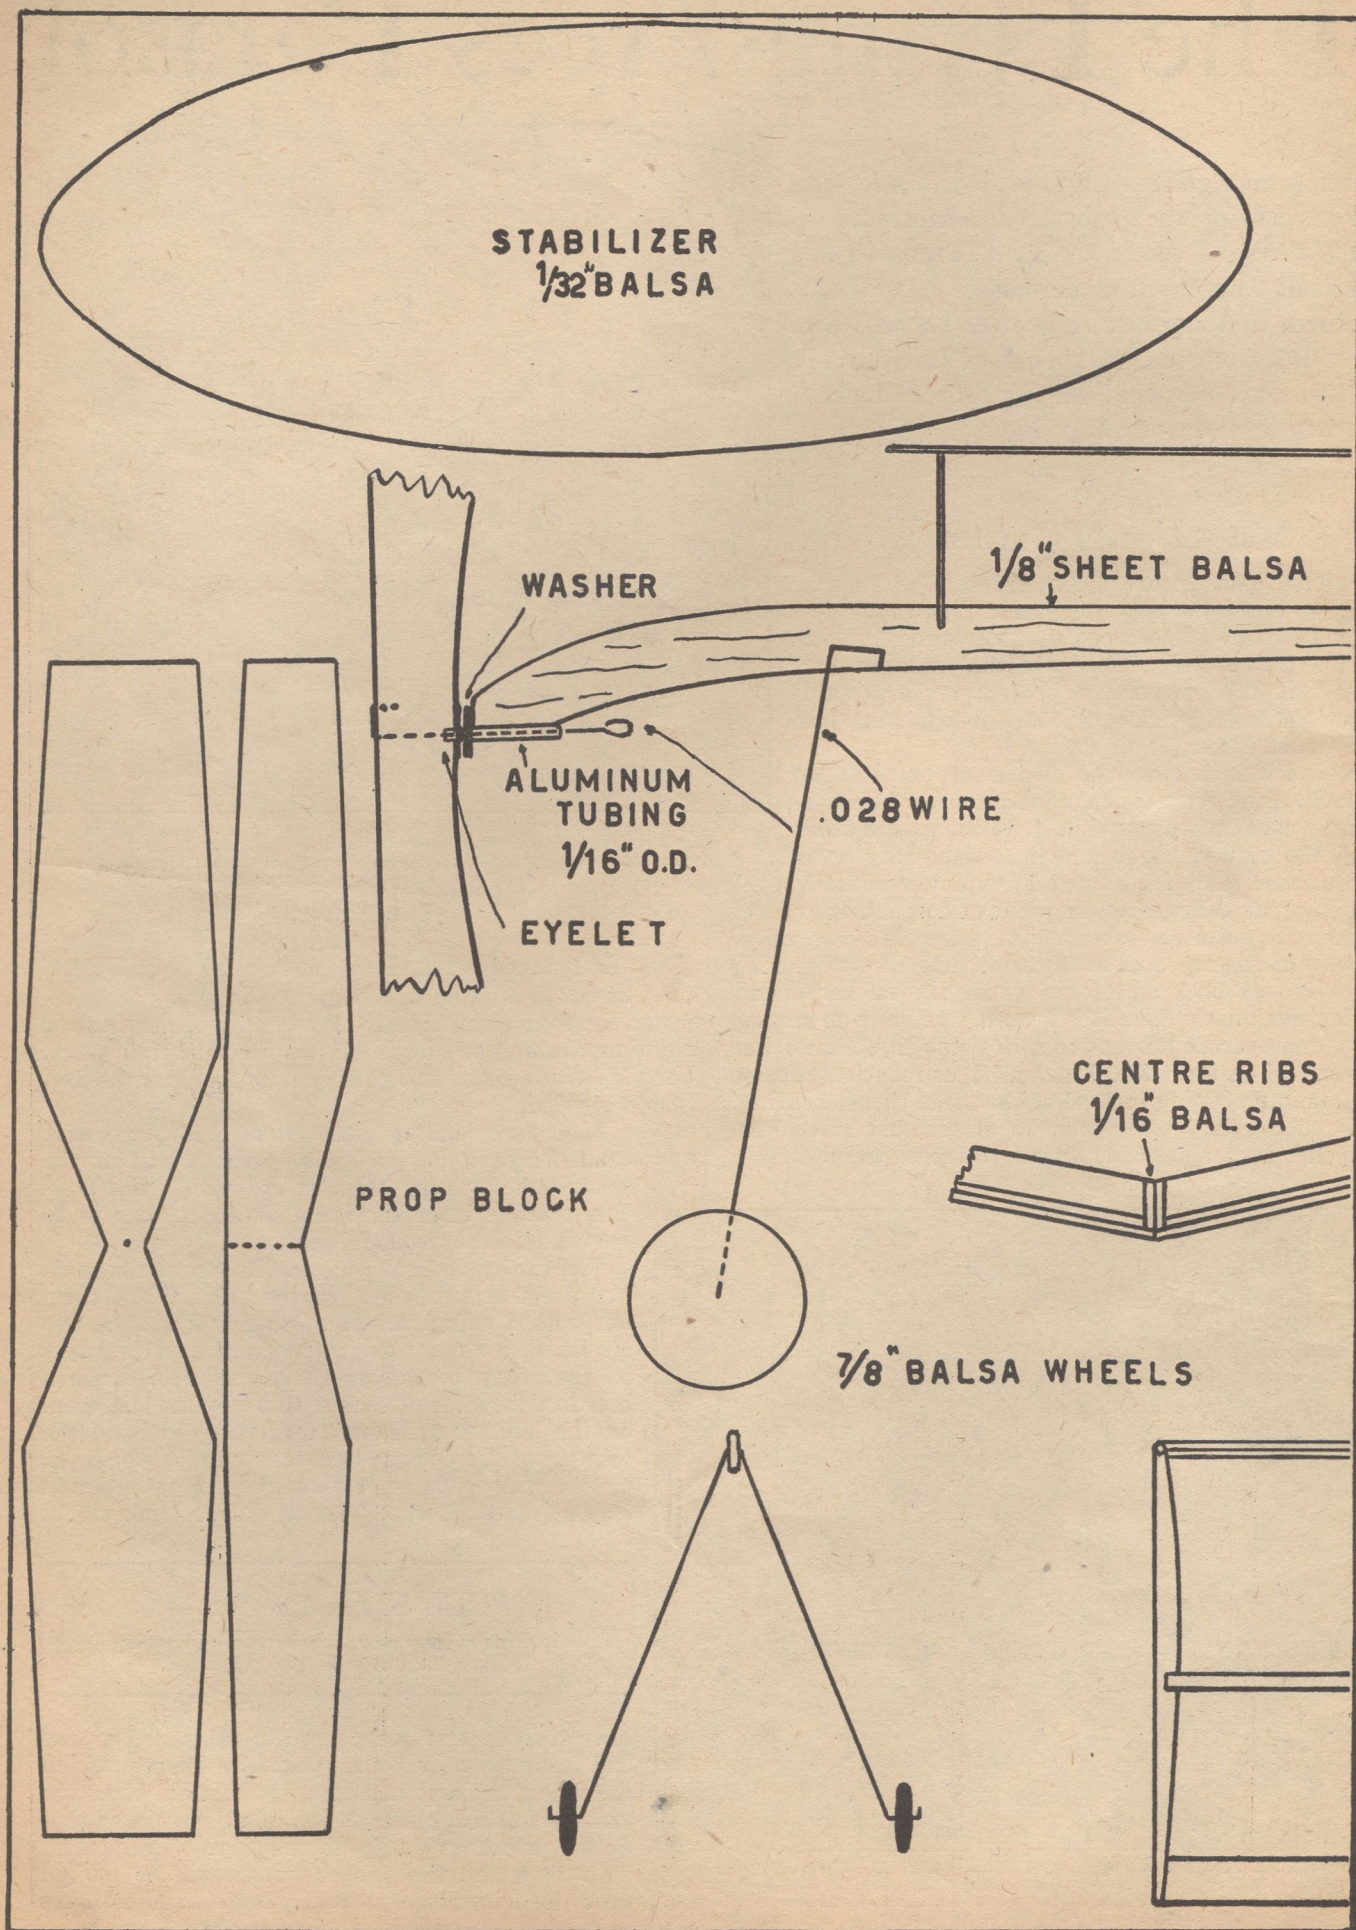 STABILIZER
1/32" BALSA
1/8" SHEET BALSA
WASHER
ALUMINUM
TUBING
1/16" O.D.
.028 WIRE
EYELET
CENTRE RIBS
1/16" BALSA
PROP BLOCK
7/8" BALSA WHEELS